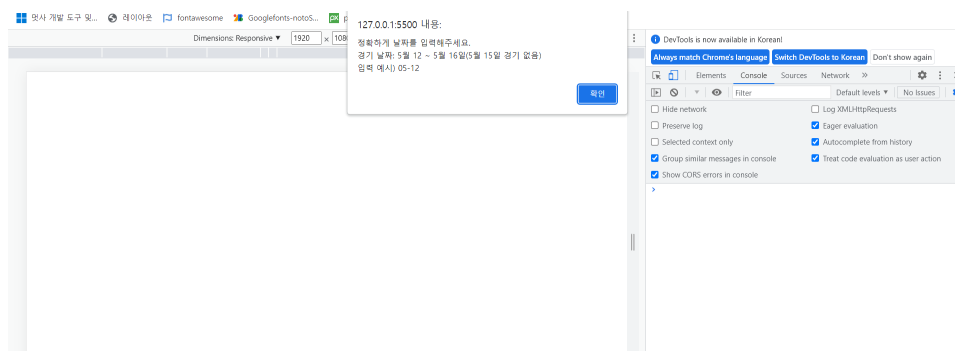 멋사 개발 도구 및... 레이아웃 fontawesome Googlefonts-notoS...
127.0.0.1:5500 내용:
정확하게 날짜를 입력해주세요.
경기 날짜: 5월 12 ~ 5월 16일(5월 15일 경기 없음)
입력 예시) 05-12
확인
Dimensions: Responsive ▼ 1920 × 1080
DevTools is now available in Korean!
Always match Chrome's language Switch DevTools to Korean Don't show again
Elements Console Sources Network »
Filter Default levels ▼ No Issues
Hide network Log XMLHttpRequests
Preserve log Eager evaluation
Selected context only Autocomplete from history
Group similar messages in console Treat code evaluation as user action
Show CORS errors in console